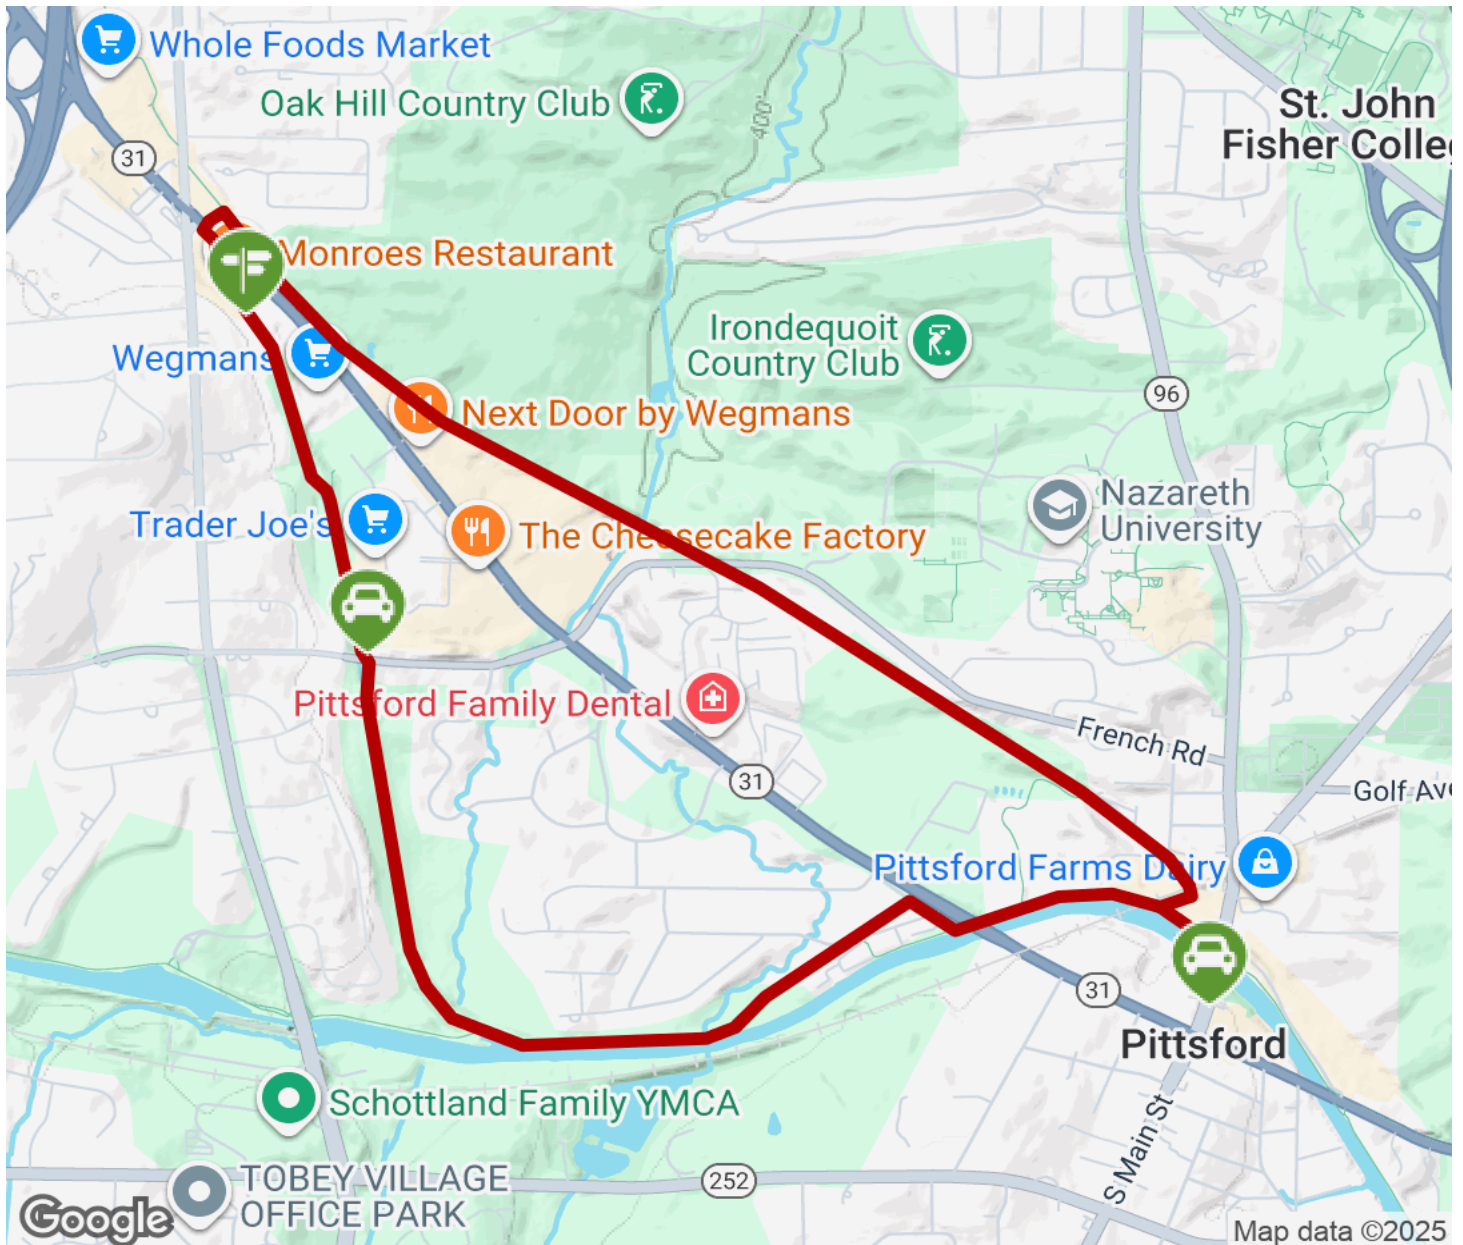 Whole Foods Market
Oak Hill Country Club
400'
St. John
Fisher Colle
31
Monroes Restaurant
Irondequoit
Country Club
Wegmans
96
Next Door by Wegmans
Nazareth
University
Trader Joe's
The Cheesecake Factory
Pittsford Family Dental
French Rd
31
Golf Ave
Pittsford Farms Dairy
31
Pittsford
Schottland Family YMCA
S Main St
TOBEY VILLAGE
OFFICE PARK
252
Google
Map data ©2025